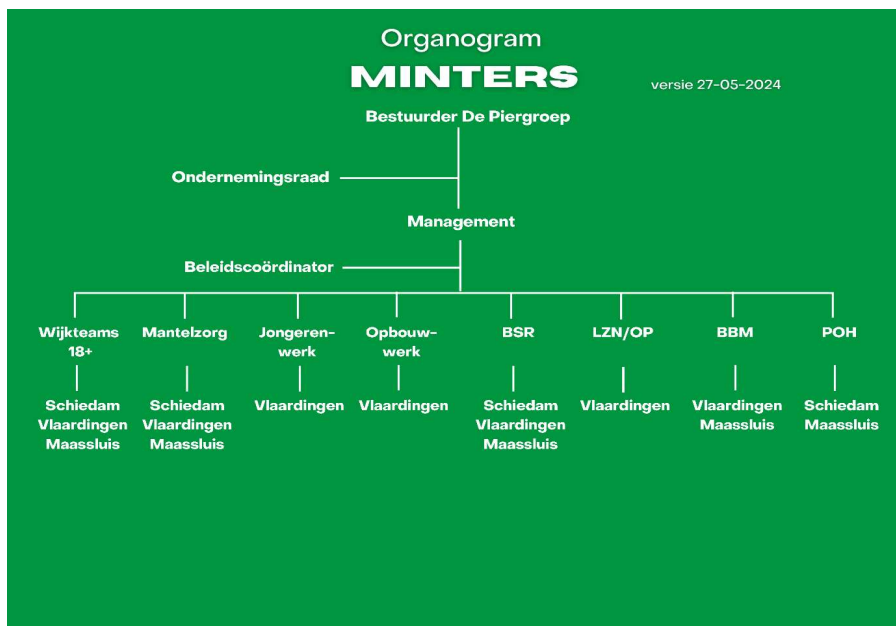 Organogram
MINTERS
versie 27-05-2024
Bestuurder De Piergroep
Ondernemingsraad
Management
Beleidscoördinator
Wijkteams
18+
Mantelzorg
Jongeren-
werk
Opbouw-
werk
BSR
LZN/OP
BBM
POH
Schiedam
Vlaardingen
Maassluis
Schiedam
Vlaardingen
Maassluis
Vlaardingen
Vlaardingen
Schiedam
Vlaardingen
Maassluis
Vlaardingen
Vlaardingen
Maassluis
Schiedam
Maassluis